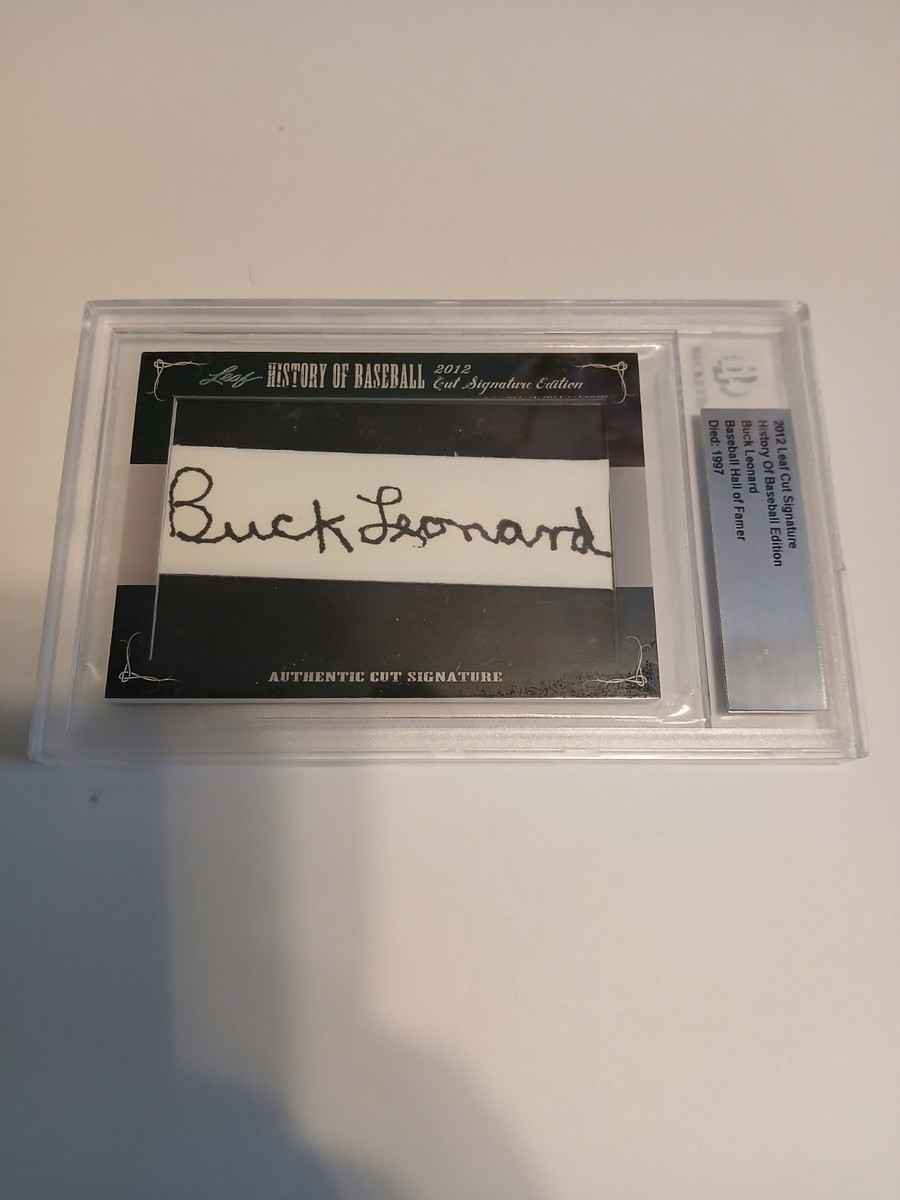 Leaf HISTORY OF BASEBALL 2012
Cut Signature Edition
Buck Leonard
AUTHENTIC CUT SIGNATURE
2012 Leaf Cut Signature
History Of Baseball Edition
Buck Leonard
Baseball Hall of Famer
Died: 1997